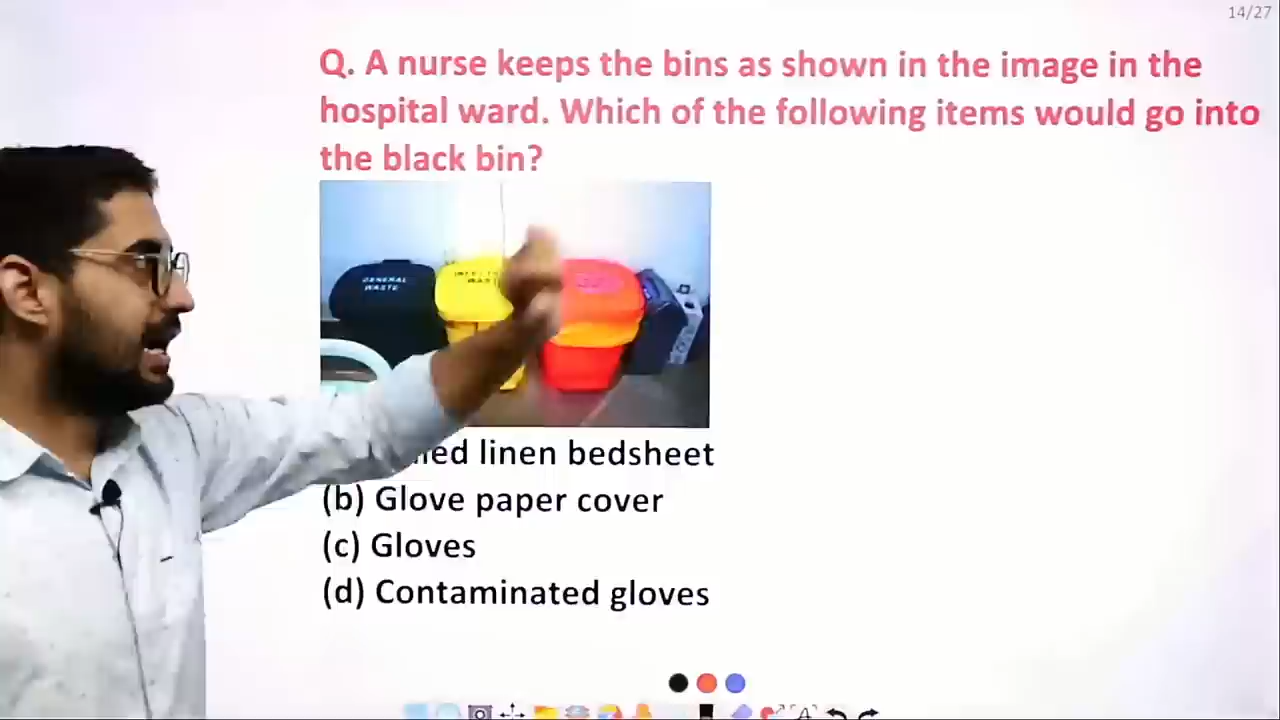 14/27
Q. A nurse keeps the bins as shown in the image in the
hospital ward. Which of the following items would go into
the black bin?
GENERAL
WASTE
WASTE
linen bedsheet
(b) Glove paper cover
(c) Gloves
(d) Contaminated gloves